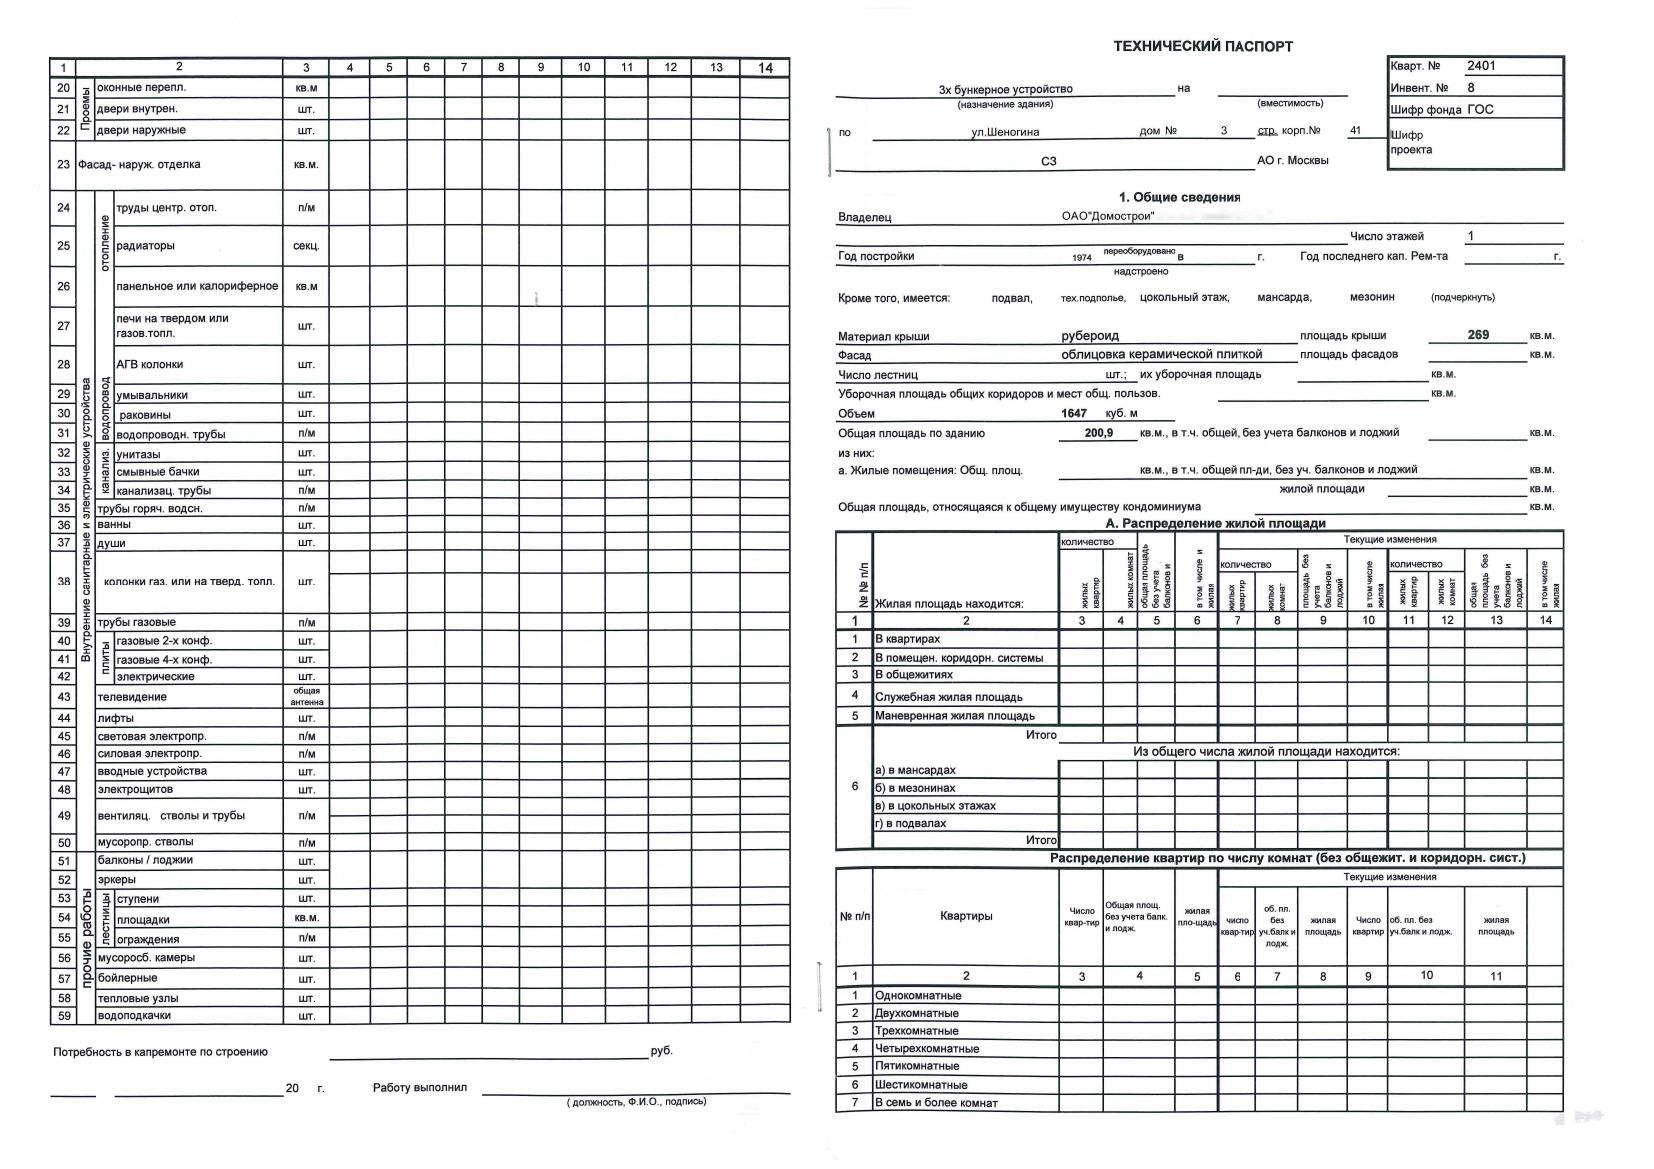 1 2 3 4 5 6 7 8 9 10 11 12 13 14
Проемы
20 оконные перепл. кв.м
21 двери внутрен. шт.
22 двери наружные шт.
23 Фасад- наруж. отделка кв.м.
Внутренние санитарные и электрические устройства
отопление
24 труды центр. отоп. п/м
25 радиаторы секц.
26 панельное или калориферное кв.м
27 печи на твердом или газов.топл. шт.
28 АГВ колонки шт.
водопровод
29 умывальники шт.
30 раковины шт.
31 водопроводн. трубы п/м
канализ.
32 унитазы шт.
33 смывные бачки шт.
34 канализац. трубы п/м
35 трубы горяч. водсн. п/м
36 ванны шт.
37 души шт.
38 колонки газ. или на тверд. топл. шт.
39 трубы газовые п/м
плиты
40 газовые 2-х конф. шт.
41 газовые 4-х конф. шт.
42 электрические шт.
43 телевидение общая антенна
44 лифты шт.
45 световая электропр. п/м
46 силовая электропр. п/м
47 вводные устройства шт.
48 электрощитов шт.
49 вентиляц. стволы и трубы п/м
50 мусоропр. стволы п/м
прочие работы
51 балконы / лоджии шт.
52 эркеры шт.
лестницы
53 ступени шт.
54 площадки кв.м.
55 ограждения п/м
56 мусоросб. камеры шт.
57 бойлерные шт.
58 тепловые узлы шт.
59 водоподкачки шт.
Потребность в капремонте по строению руб.
20 г. Работу выполнил
( должность, Ф.И.О., подпись)
ТЕХНИЧЕСКИЙ ПАСПОРТ
Кварт. № 2401
Инвент. № 8
Шифр фонда ГОС
Шифр
проекта
3х бункерное устройство на
(назначение здания) (вместимость)
по ул.Шеногина дом № 3 стр. корп.№ 41
СЗ АО г. Москвы
1. Общие сведения
Владелец ОАО"Домострои"
Число этажей 1
Год постройки 1974 переоборудовано в г. Год последнего кап. Рем-та г.
надстроено
Кроме того, имеется: подвал, тех.подполье, цокольный этаж, мансарда, мезонин (подчеркнуть)
Материал крыши рубероид площадь крыши 269 кв.м.
Фасад облицовка керамической плиткой площадь фасадов кв.м.
Число лестниц шт.; их уборочная площадь кв.м.
Уборочная площадь общих коридоров и мест общ. пользов. кв.м.
Объем 1647 куб. м
Общая площадь по зданию 200,9 кв.м., в т.ч. общей, без учета балконов и лоджий кв.м.
из них:
а. Жилые помещения: Общ. площ. кв.м., в т.ч. общей пл-ди, без уч. балконов и лоджий кв.м.
жилой площади кв.м.
Общая площадь, относящаяся к общему имуществу кондоминиума кв.м.
А. Распределение жилой площади
№ № п/п
Жилая площадь находится:
количество
жилых квартир
жилых комнат
общая площадь без учета балконов и
в том числе и жилая
Текущие изменения
количество
жилых квартир
жилых комнат
площадь без учета балконов и лоджий
в том числе жилая
количество
жилых квартир
жилых комнат
общая площадь без учета балконов и лоджий
в том числе жилая
1 2 3 4 5 6 7 8 9 10 11 12 13 14
1 В квартирах
2 В помещен. коридорн. системы
3 В общежитиях
4 Служебная жилая площадь
5 Маневренная жилая площадь
Итого
Из общего числа жилой площади находится:
6
а) в мансардах
б) в мезонинах
в) в цокольных этажах
г) в подвалах
Итого
Распределение квартир по числу комнат (без общежит. и коридорн. сист.)
Текущие изменения
№ п/п
Квартиры
Число квар-тир
Общая площ. без учета балк. и лодж.
жилая пло-щадь
число квар-тир
об. пл. без уч.балк и лодж.
жилая площадь
Число квартир
об. пл. без уч.балк и лодж.
жилая площадь
1 2 3 4 5 6 7 8 9 10 11
1 Однокомнатные
2 Двухкомнатные
3 Трехкомнатные
4 Четырехкомнатные
5 Пятикомнатные
6 Шестикомнатные
7 В семь и более комнат